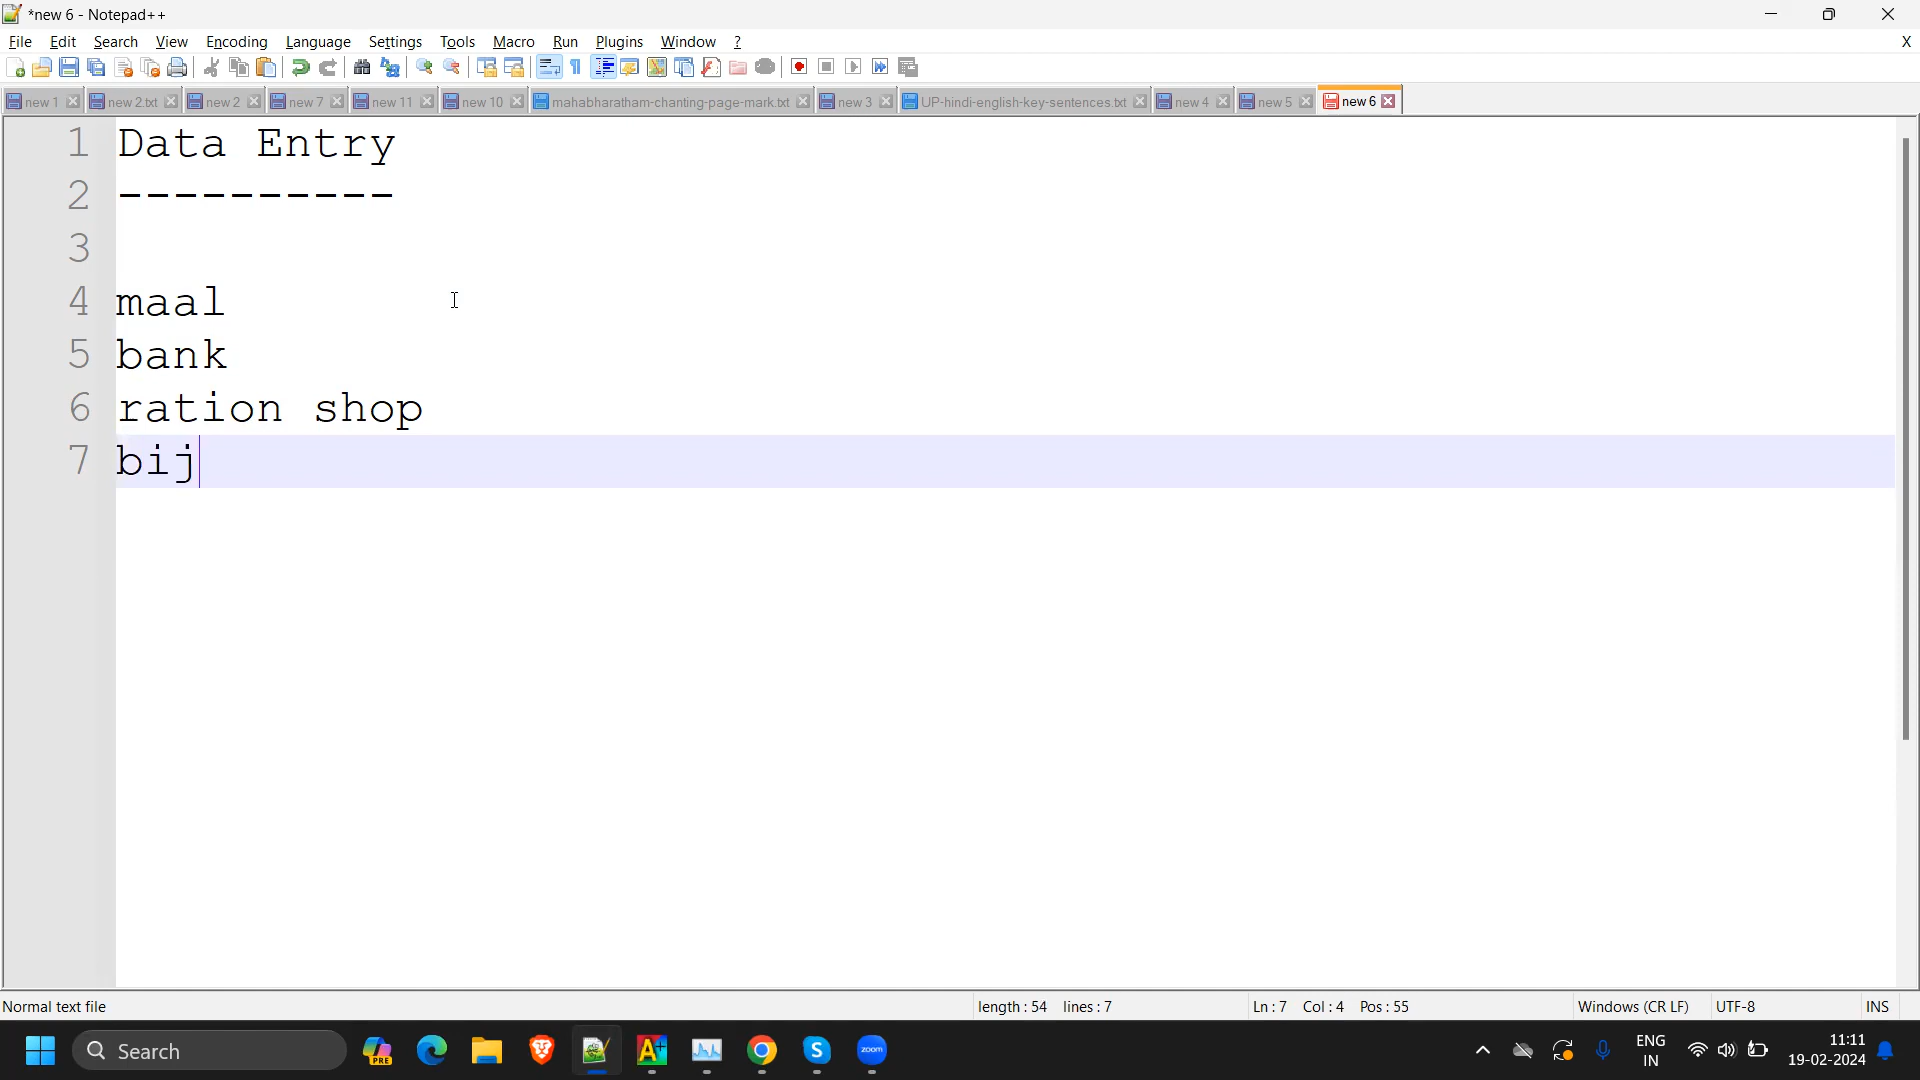 *new 6 - Notepad++
File Edit Search View Encoding Language Settings Tools Macro Run Plugins Window ? X
new 1 new 2.txt new 2 new 7 new 11 new 10 mahabharatham-chanting-page-mark.txt new 3 UP-hindi-english-key-sentences.txt new 4 new 5 new 6
1 Data Entry
2 ----------
3
4 maal
5 bank
6 ration shop
7 bij
Normal text file length : 54 lines : 7 Ln : 7 Col : 4 Pos : 55 Windows (CR LF) UTF-8 INS
Search PRE zoom ENG 11:11
IN 19-02-2024